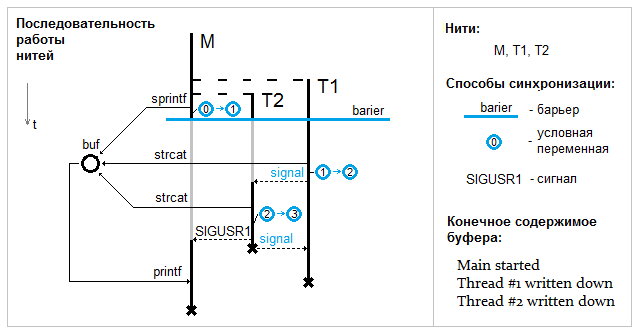 Последовательность
работы
нитей
t
M
T1
T2
sprintf
0 → 1
barier
buf
strcat
signal
1 → 2
strcat
2 → 3
SIGUSR1
signal
printf
Нити:
M, T1, T2
Способы синхронизации:
barier - барьер
0 - условная
переменная
SIGUSR1 - сигнал
Конечное содержимое
буфера:
Main started
Thread #1 written down
Thread #2 written down